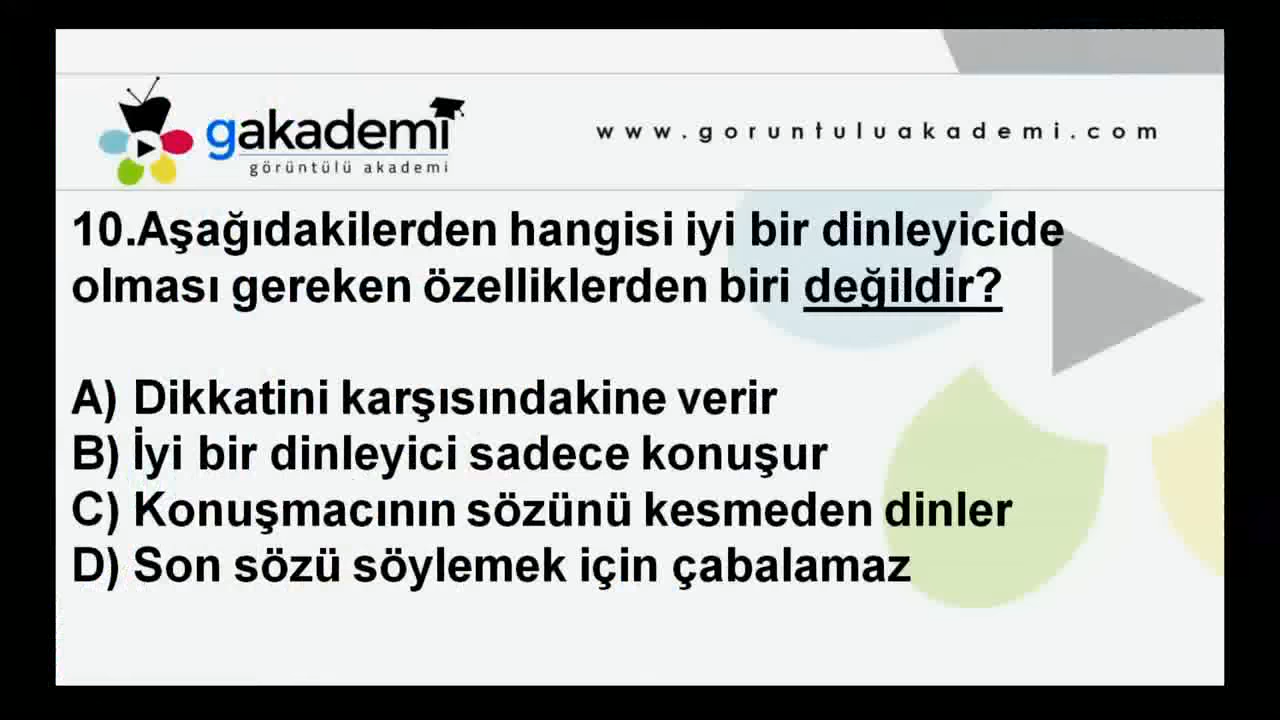 gakademi
görüntülü akademi
www.goruntuluakademi.com
10.Aşağıdakilerden hangisi iyi bir dinleyicide
olması gereken özelliklerden biri değildir?
A) Dikkatini karşısındakine verir
B) İyi bir dinleyici sadece konuşur
C) Konuşmacının sözünü kesmeden dinler
D) Son sözü söylemek için çabalamaz